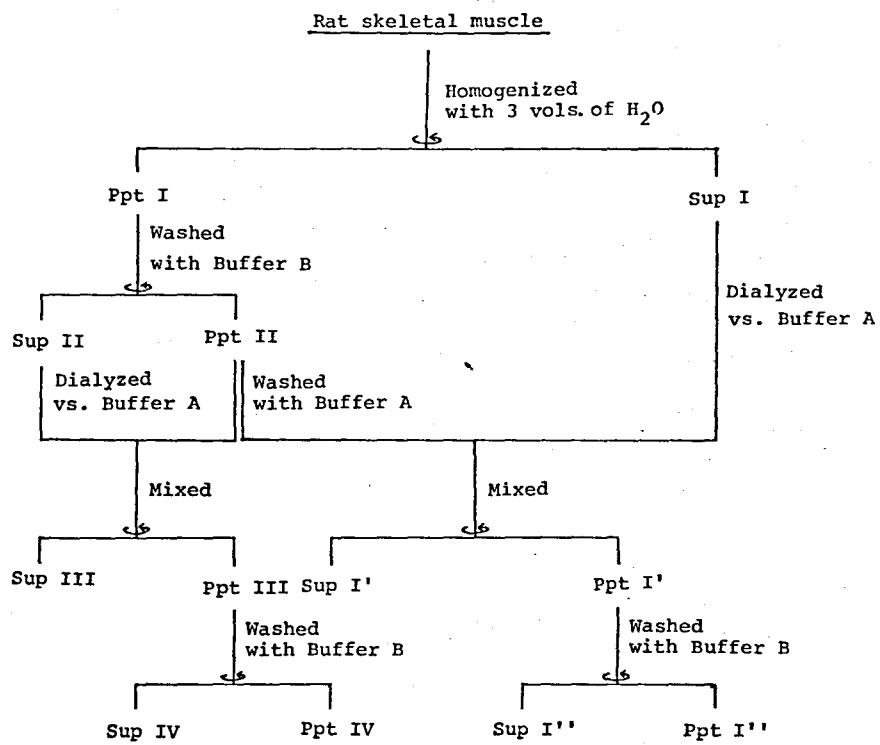 Rat skeletal muscle
Homogenized
with 3 vols. of H₂O
Ppt I
Sup I
Washed
with Buffer B
Dialyzed
vs. Buffer A
Sup II
Ppt II
Dialyzed
vs. Buffer A
Washed
with Buffer A
Mixed
Mixed
Sup III
Ppt III
Sup I'
Ppt I'
Washed
with Buffer B
Washed
with Buffer B
Sup IV
Ppt IV
Sup I''
Ppt I''